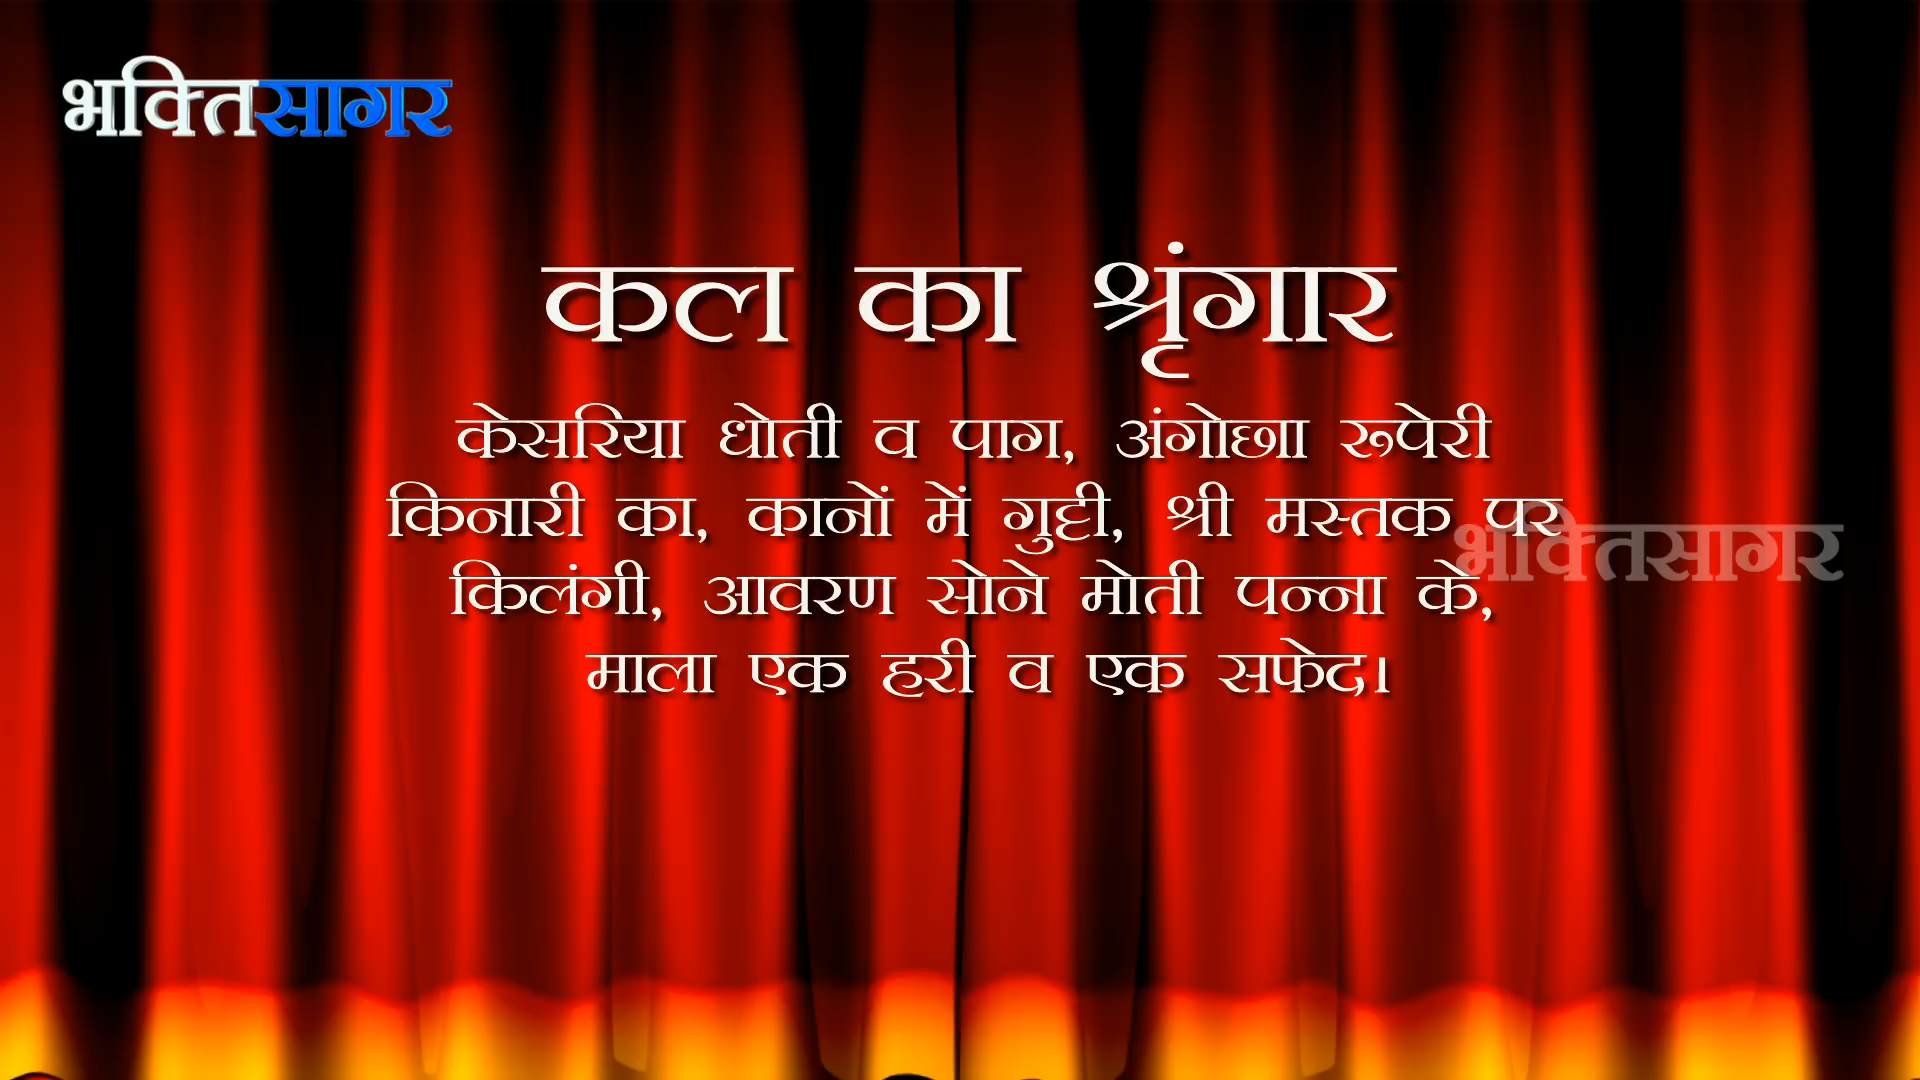 भक्तिसागर
कल का श्रृंगार
केसरिया धोती व पाग, अंगोछा रूपेरी
किनारी का, कानों में गुट्टी, श्री मस्तक पर
भक्तिसागर
किलंगी, आवरण सोने मोती पन्ना के,
माला एक हरी व एक सफेद।